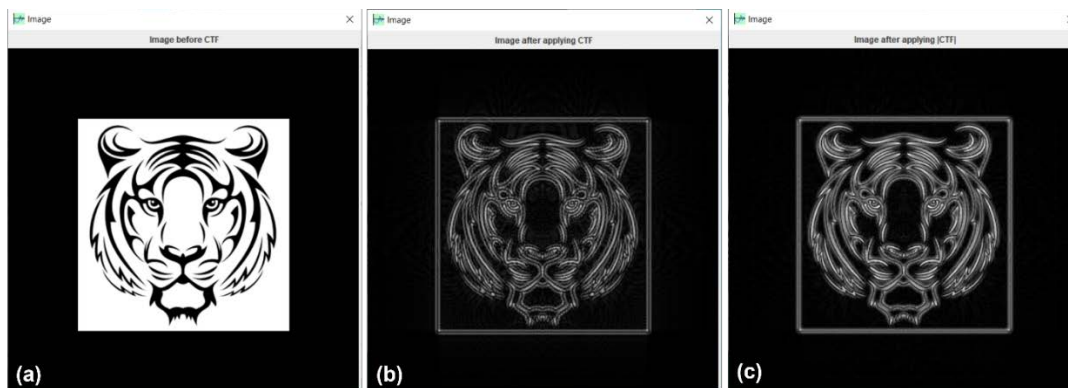 Image
Image before CTF
(a)
Image
Image after applying CTF
(b)
Image
Image after applying |CTF|
(c)